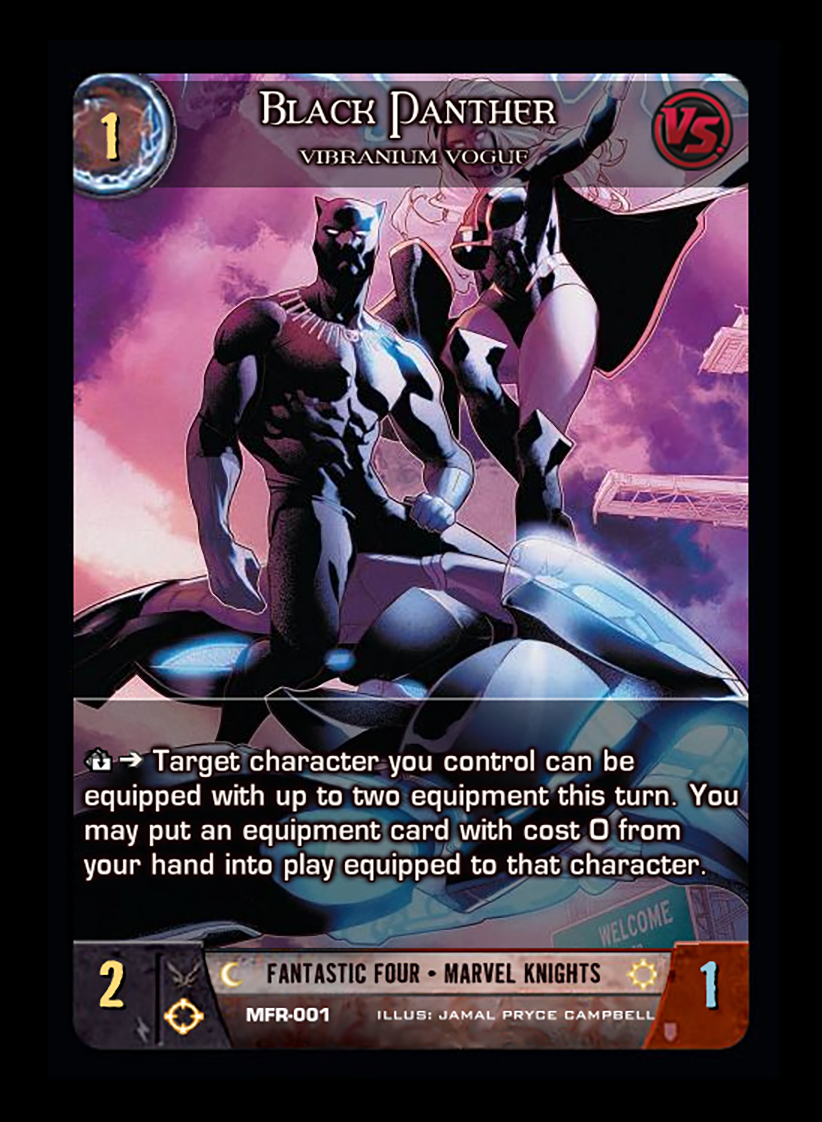 1
BLACK PANTHER
VIBRANIUM VOGUE
VS.
→ Target character you control can be
equipped with up to two equipment this turn. You
may put an equipment card with cost 0 from
your hand into play equipped to that character.
WELCOME
2
FANTASTIC FOUR • MARVEL KNIGHTS
1
MFR-001
ILLUS: JAMAL PRYCE CAMPBELL